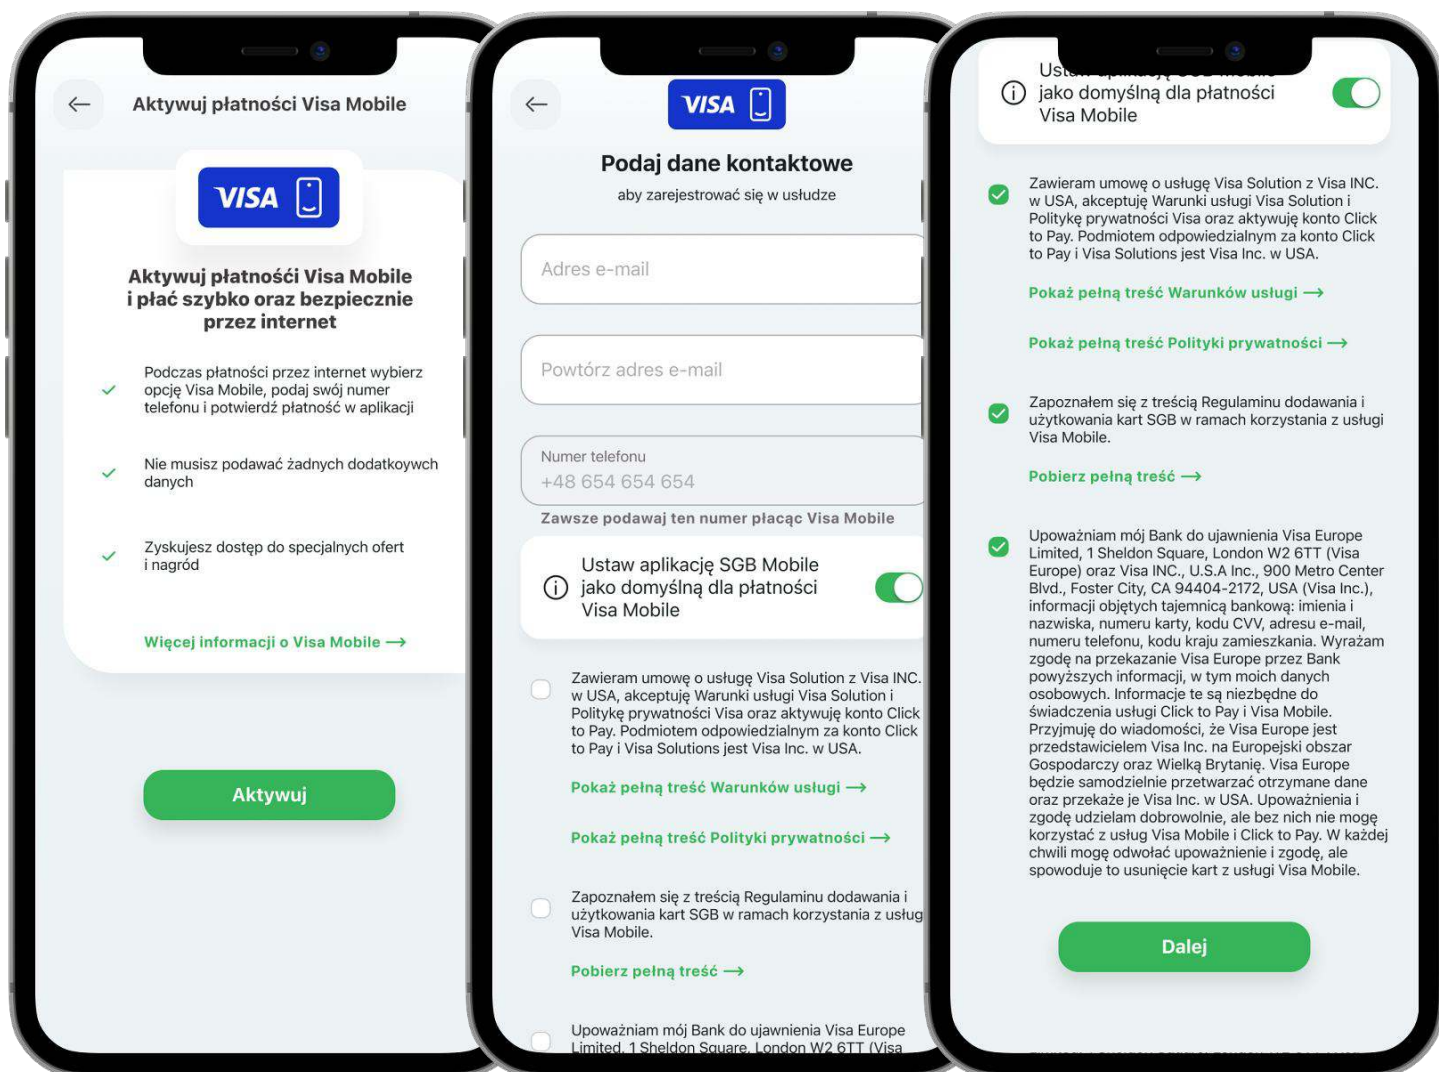 Aktywuj płatności Visa Mobile
VISA
Aktywuj płatnośći Visa Mobile
i płać szybko oraz bezpiecznie
przez internet
Podczas płatności przez internet wybierz
opcję Visa Mobile, podaj swój numer
telefonu i potwierdź płatność w aplikacji
Nie musisz podawać żadnych dodatkoywch
danych
Zyskujesz dostęp do specjalnych ofert
i nagród
Więcej informacji o Visa Mobile →
Aktywuj
VISA
Podaj dane kontaktowe
aby zarejestrować się w usłudze
Adres e-mail
Powtórz adres e-mail
Numer telefonu
+48 654 654 654
Zawsze podawaj ten numer płacąc Visa Mobile
Ustaw aplikację SGB Mobile
jako domyślną dla płatności
Visa Mobile
Zawieram umowę o usługę Visa Solution z Visa INC.
w USA, akceptuję Warunki usługi Visa Solution i
Politykę prywatności Visa oraz aktywuję konto Click
to Pay. Podmiotem odpowiedzialnym za konto Click
to Pay i Visa Solutions jest Visa Inc. w USA.
Pokaż pełną treść Warunków usługi →
Pokaż pełną treść Polityki prywatności →
Zapoznałem się z treścią Regulaminu dodawania i
użytkowania kart SGB w ramach korzystania z usług
Visa Mobile.
Pobierz pełną treść →
Upoważniam mój Bank do ujawnienia Visa Europe
Limited, 1 Sheldon Square, London W2 6TT (Visa
jako domyślną dla płatności
Visa Mobile
Zawieram umowę o usługę Visa Solution z Visa INC.
w USA, akceptuję Warunki usługi Visa Solution i
Politykę prywatności Visa oraz aktywuję konto Click
to Pay. Podmiotem odpowiedzialnym za konto Click
to Pay i Visa Solutions jest Visa Inc. w USA.
Pokaż pełną treść Warunków usługi →
Pokaż pełną treść Polityki prywatności →
Zapoznałem się z treścią Regulaminu dodawania i
użytkowania kart SGB w ramach korzystania z usługi
Visa Mobile.
Pobierz pełną treść →
Upoważniam mój Bank do ujawnienia Visa Europe
Limited, 1 Sheldon Square, London W2 6TT (Visa
Europe) oraz Visa INC., U.S.A Inc., 900 Metro Center
Blvd., Foster City, CA 94404-2172, USA (Visa Inc.),
informacji objętych tajemnicą bankową: imienia i
nazwiska, numeru karty, kodu CVV, adresu e-mail,
numeru telefonu, kodu kraju zamieszkania. Wyrażam
zgodę na przekazanie Visa Europe przez Bank
powyższych informacji, w tym moich danych
osobowych. Informacje te są niezbędne do
świadczenia usługi Click to Pay i Visa Mobile.
Przyjmuję do wiadomości, że Visa Europe jest
przedstawicielem Visa Inc. na Europejski obszar
Gospodarczy oraz Wielką Brytanię. Visa Europe
będzie samodzielnie przetwarzać otrzymane dane
oraz przekaże je Visa Inc. w USA. Upoważnienia i
zgodę udzielam dobrowolnie, ale bez nich nie mogę
korzystać z usług Visa Mobile i Click to Pay. W każdej
chwili mogę odwołać upoważnienie i zgodę, ale
spowoduje to usunięcie kart z usługi Visa Mobile.
Dalej